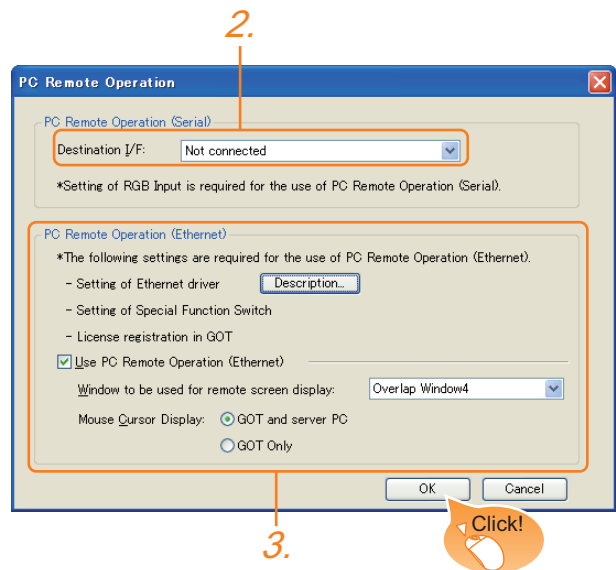 2.
PC Remote Operation
PC Remote Operation (Serial)
Destination I/F: Not connected
*Setting of RGB Input is required for the use of PC Remote Operation (Serial).
PC Remote Operation (Ethernet)
*The following settings are required for the use of PC Remote Operation (Ethernet).
- Setting of Ethernet driver Description...
- Setting of Special Function Switch
- License registration in GOT
Use PC Remote Operation (Ethernet)
Window to be used for remote screen display: Overlap Window4
Mouse Cursor Display: GOT and server PC
GOT Only
OK Cancel
Click!
3.